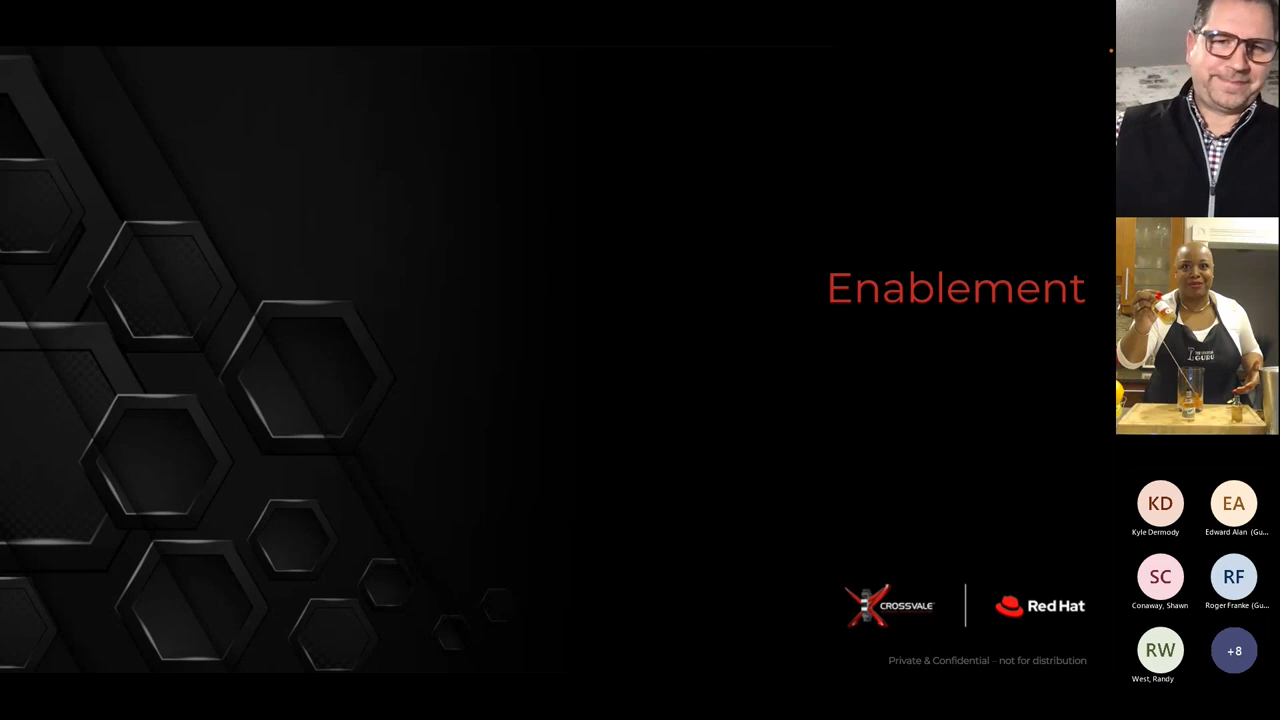 Enablement
CROSSVALE
Red Hat
Private & Confidential - not for distribution
GURU
KD
EA
Kyle Dermody
Edward Alan (Gu...
SC
RF
Conaway, Shawn
Roger Franke (Gu...
RW
+8
West, Randy